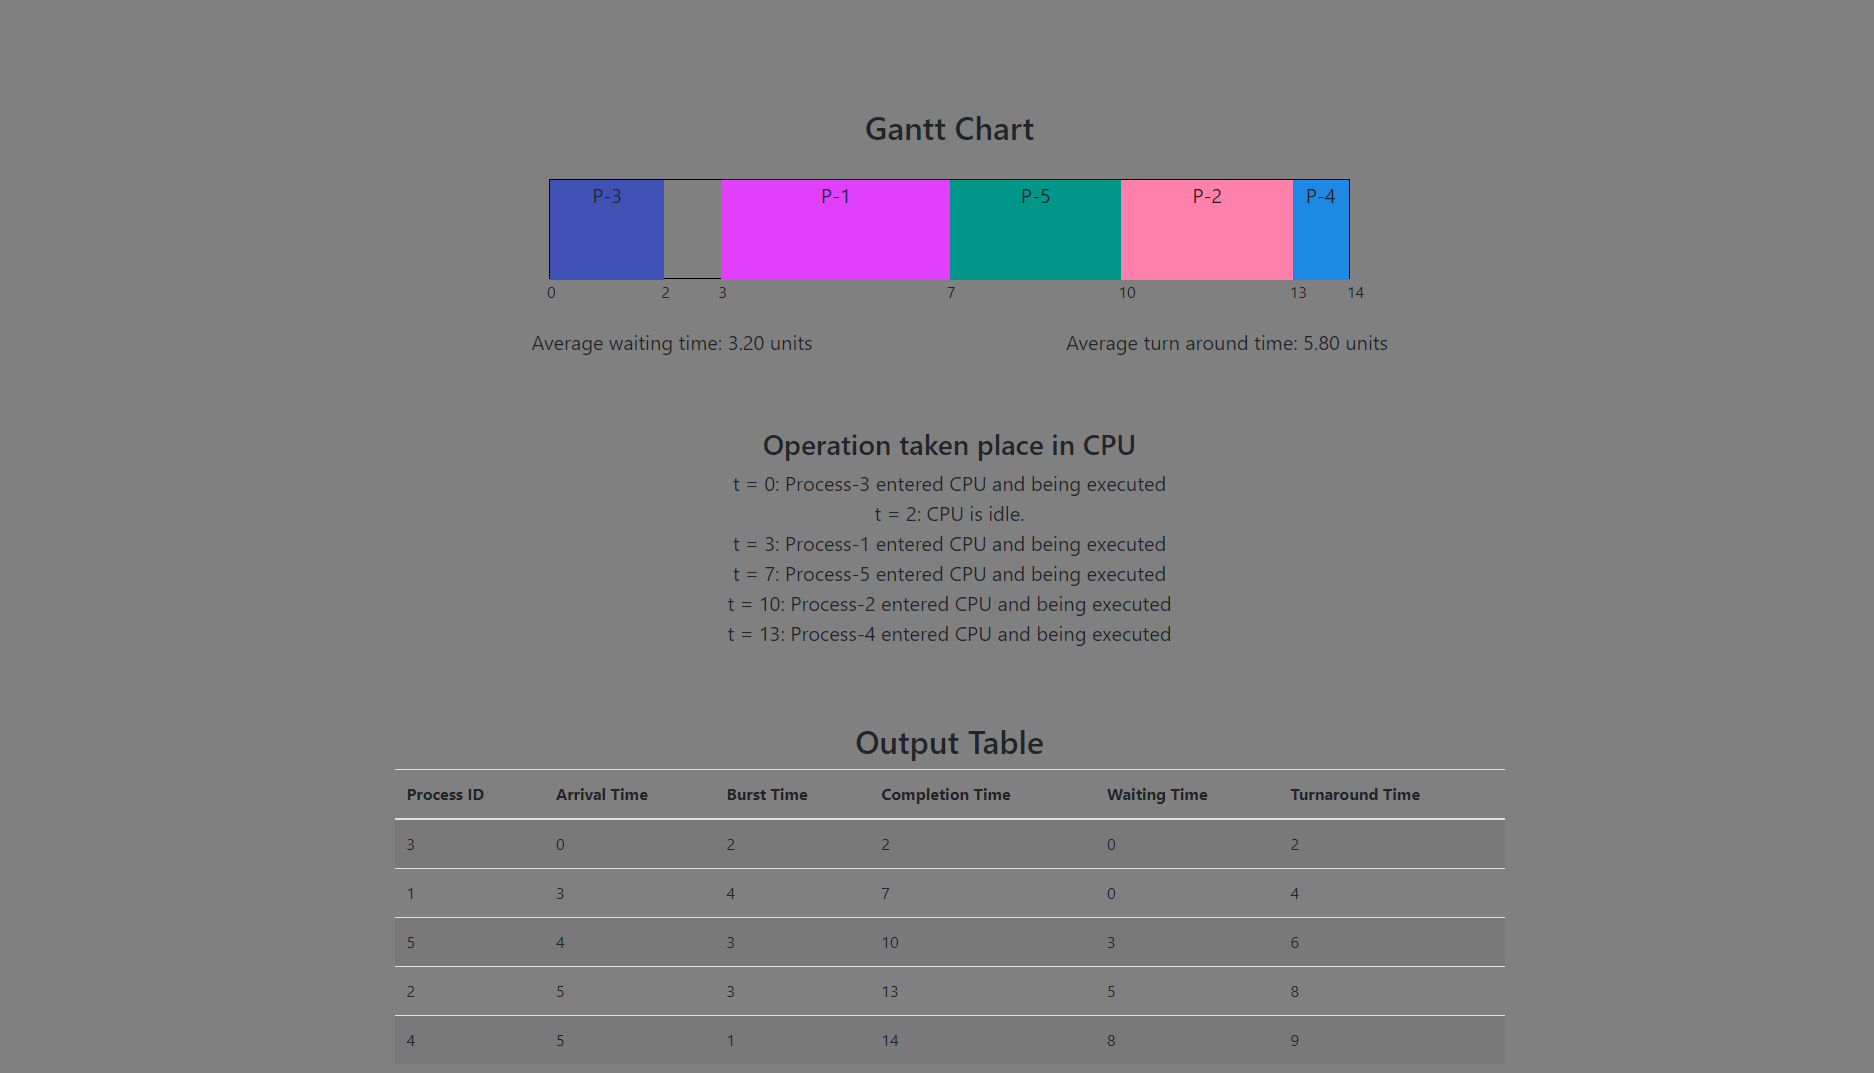 Gantt Chart
P-3 P-1 P-5 P-2 P-4
0 2 3 7 10 13 14
Average waiting time: 3.20 units Average turn around time: 5.80 units
Operation taken place in CPU
t = 0: Process-3 entered CPU and being executed
t = 2: CPU is idle.
t = 3: Process-1 entered CPU and being executed
t = 7: Process-5 entered CPU and being executed
t = 10: Process-2 entered CPU and being executed
t = 13: Process-4 entered CPU and being executed
Output Table
Process ID Arrival Time Burst Time Completion Time Waiting Time Turnaround Time
3 0 2 2 0 2
1 3 4 7 0 4
5 4 3 10 3 6
2 5 3 13 5 8
4 5 1 14 8 9